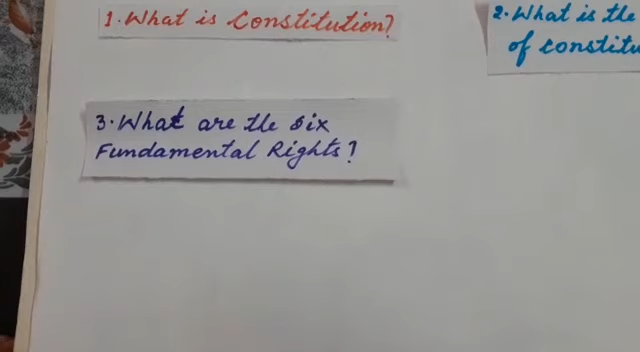 1. What is Constitution?
2. What is the
of constitu
3. What are the six
Fundamental Rights?